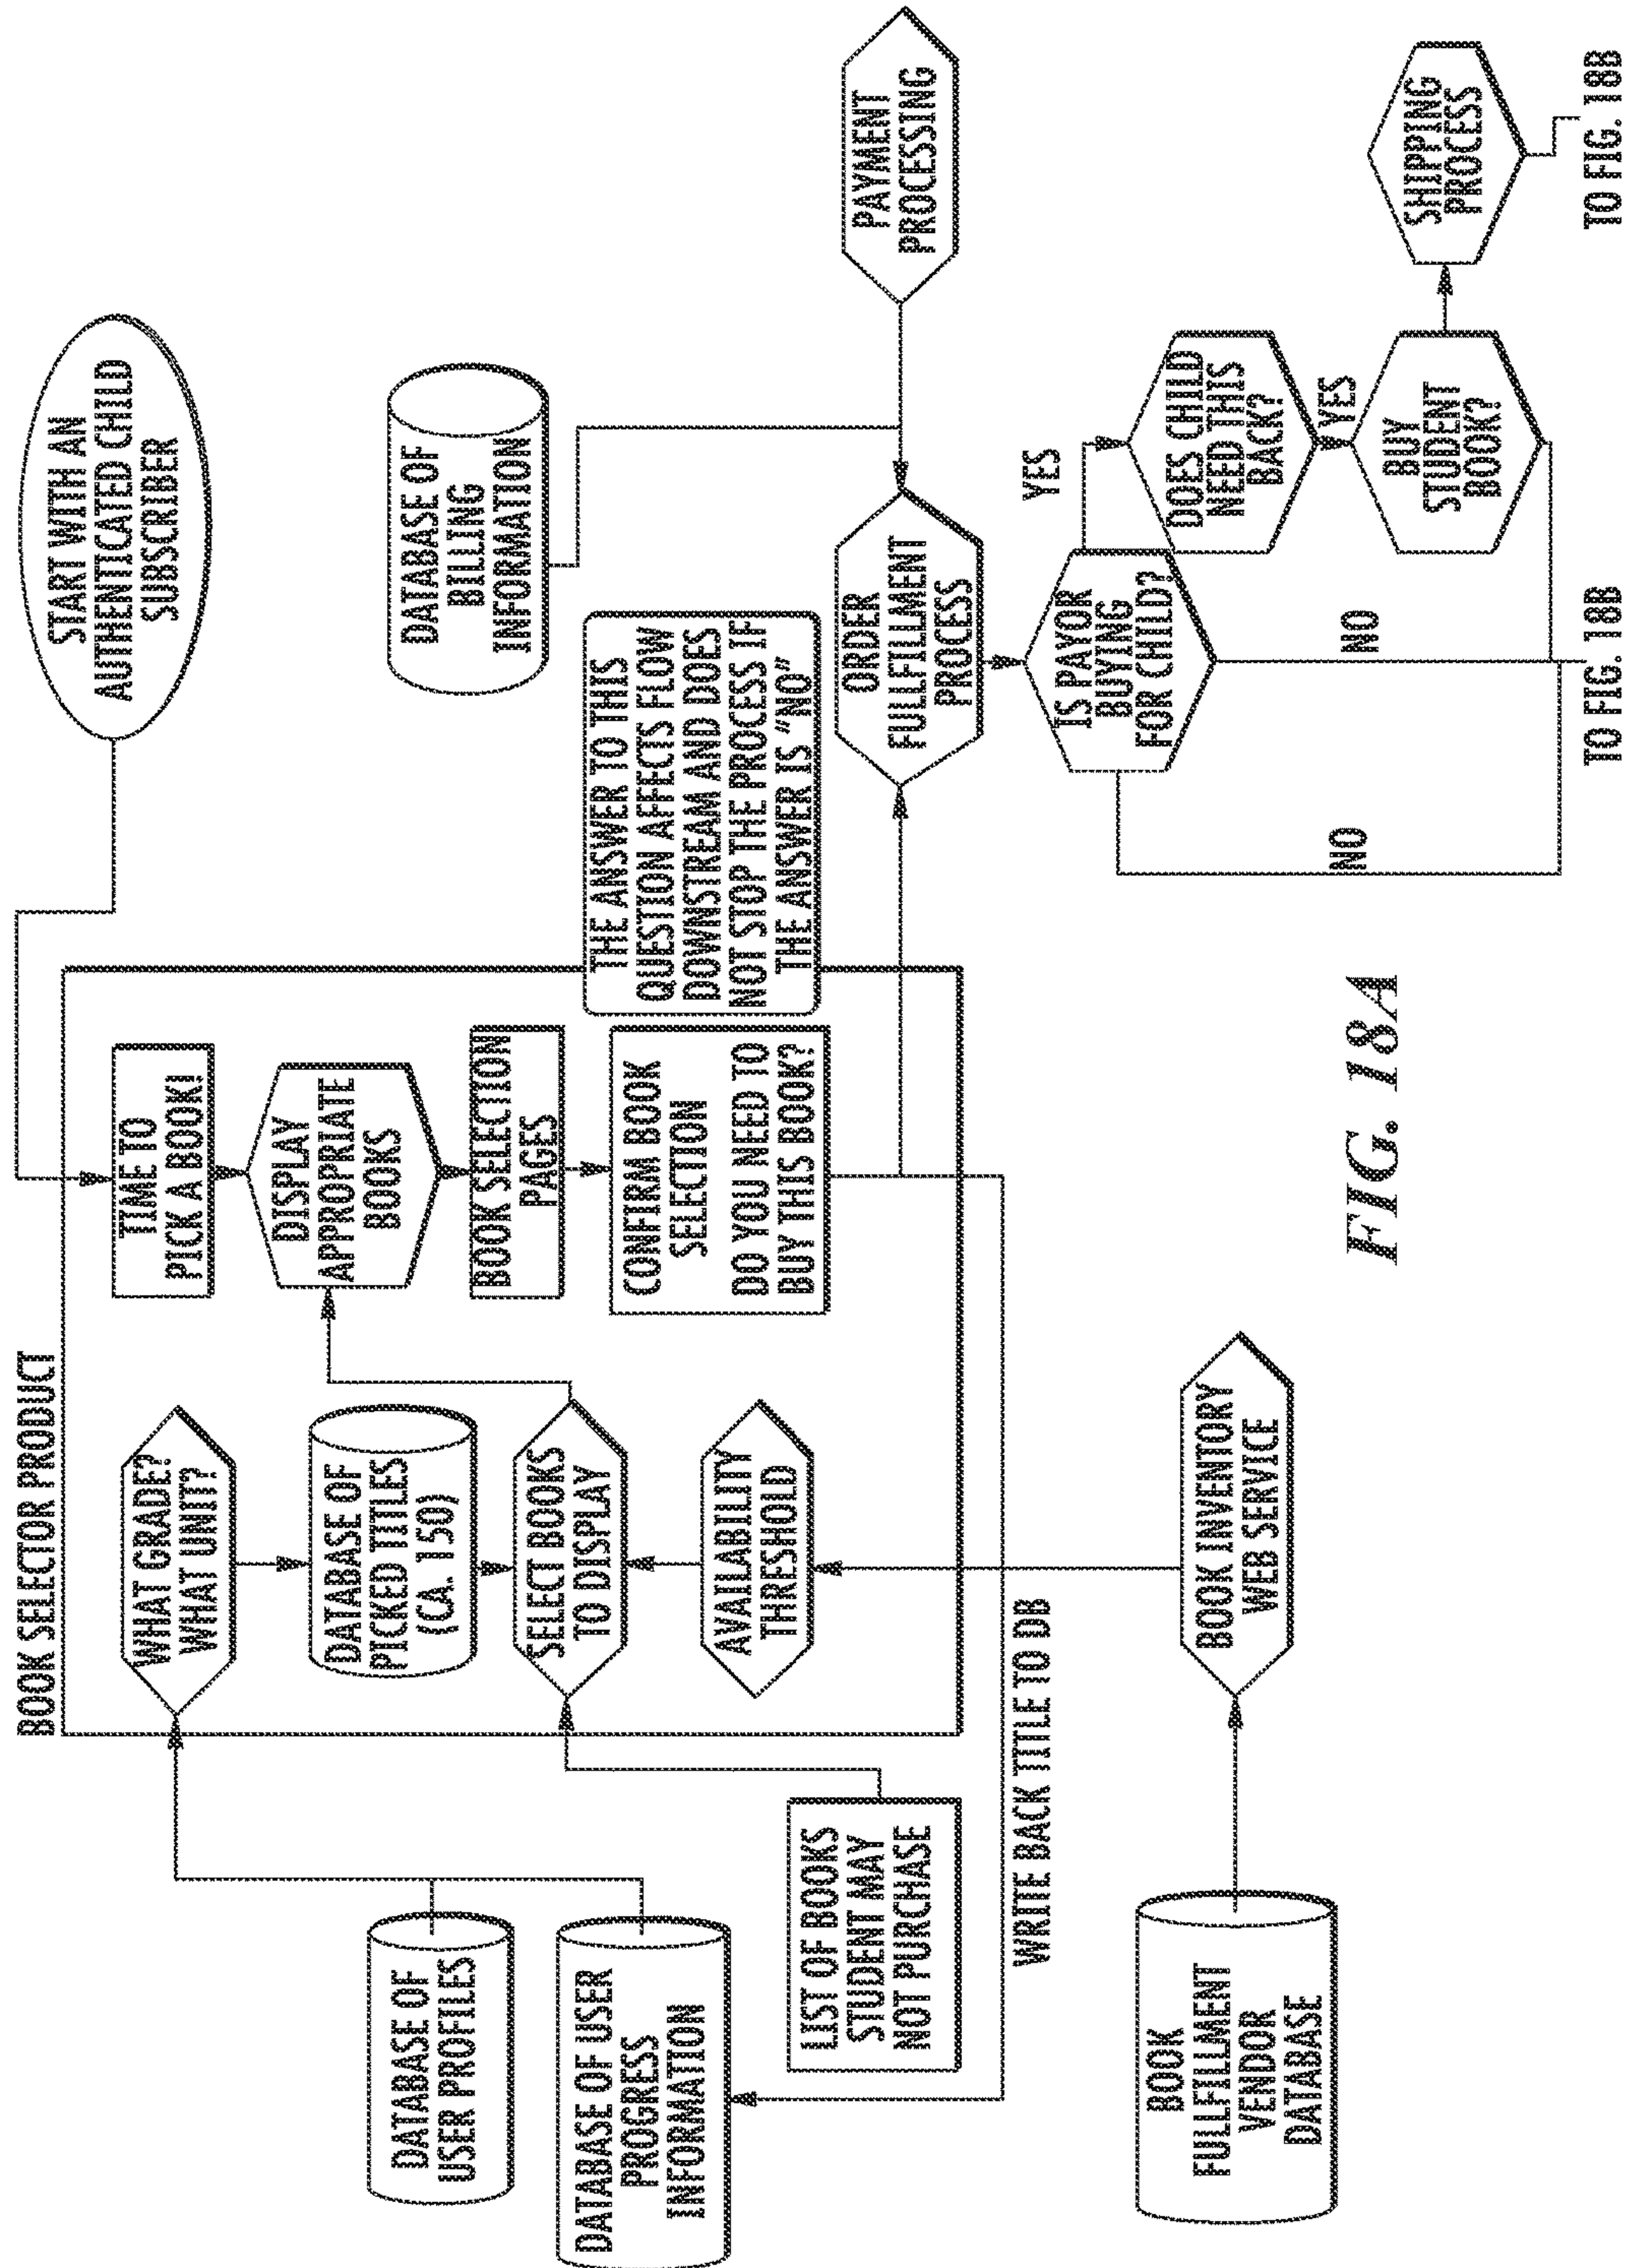 START WITH AN
AUTHENTICATED CHILD
SUBSCRIBER
BOOK SELECTOR PRODUCT
TIME TO
PICK A BOOK!
WHAT GRADE?
WHAT UNIT?
DISPLAY
APPROPRIATE
BOOKS
DATABASE OF
PICKED TITLES
(CA. 150)
BOOK SELECTION
PAGES
SELECT BOOKS
TO DISPLAY
CONFIRM BOOK
SELECTION
DO YOU NEED TO
BUY THIS BOOK?
AVAILABILITY
THRESHOLD
THE ANSWER TO THIS
QUESTION AFFECTS FLOW
DOWNSTREAM AND DOES
NOT STOP THE PROCESS IF
THE ANSWER IS "NO"
DATABASE OF
BILLING
INFORMATION
DATABASE OF
USER PROFILES
DATABASE OF USER
PROGRESS
INFORMATION
LIST OF BOOKS
STUDENT MAY
NOT PURCHASE
WRITE BACK TITLE TO DB
BOOK
FULFILLMENT
VENDOR
DATABASE
BOOK INVENTORY
WEB SERVICE
ORDER
FULFILLMENT
PROCESS
PAYMENT
PROCESSING
IS PAYOR
BUYING
FOR CHILD?
YES
DOES CHILD
NEED THIS
BACK?
YES
BUY
STUDENT
BOOK?
SHIPPING
PROCESS
NO
NO
TO FIG. 18B
TO FIG. 18B
FIG. 18A